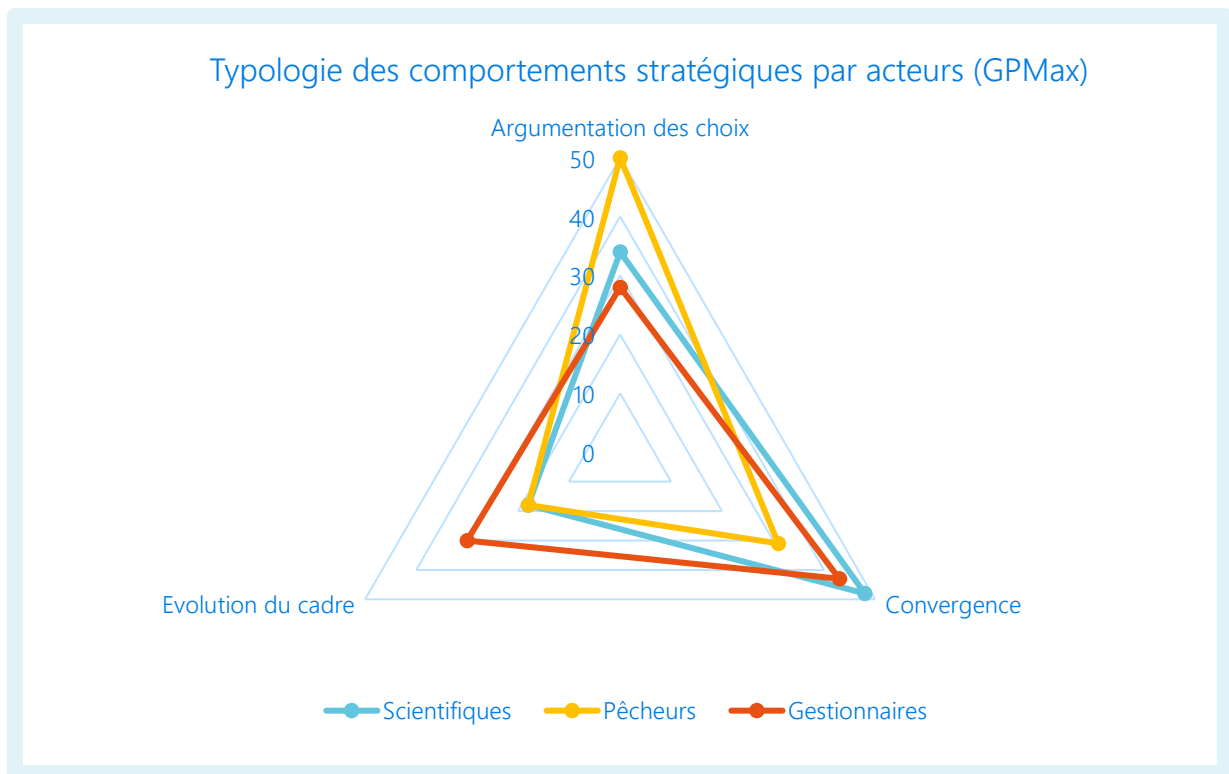 Typologie des comportements stratégiques par acteurs (GPMax)
Argumentation des choix
50
40
30
20
10
0
Evolution du cadre
Convergence
Scientifiques
Pêcheurs
Gestionnaires